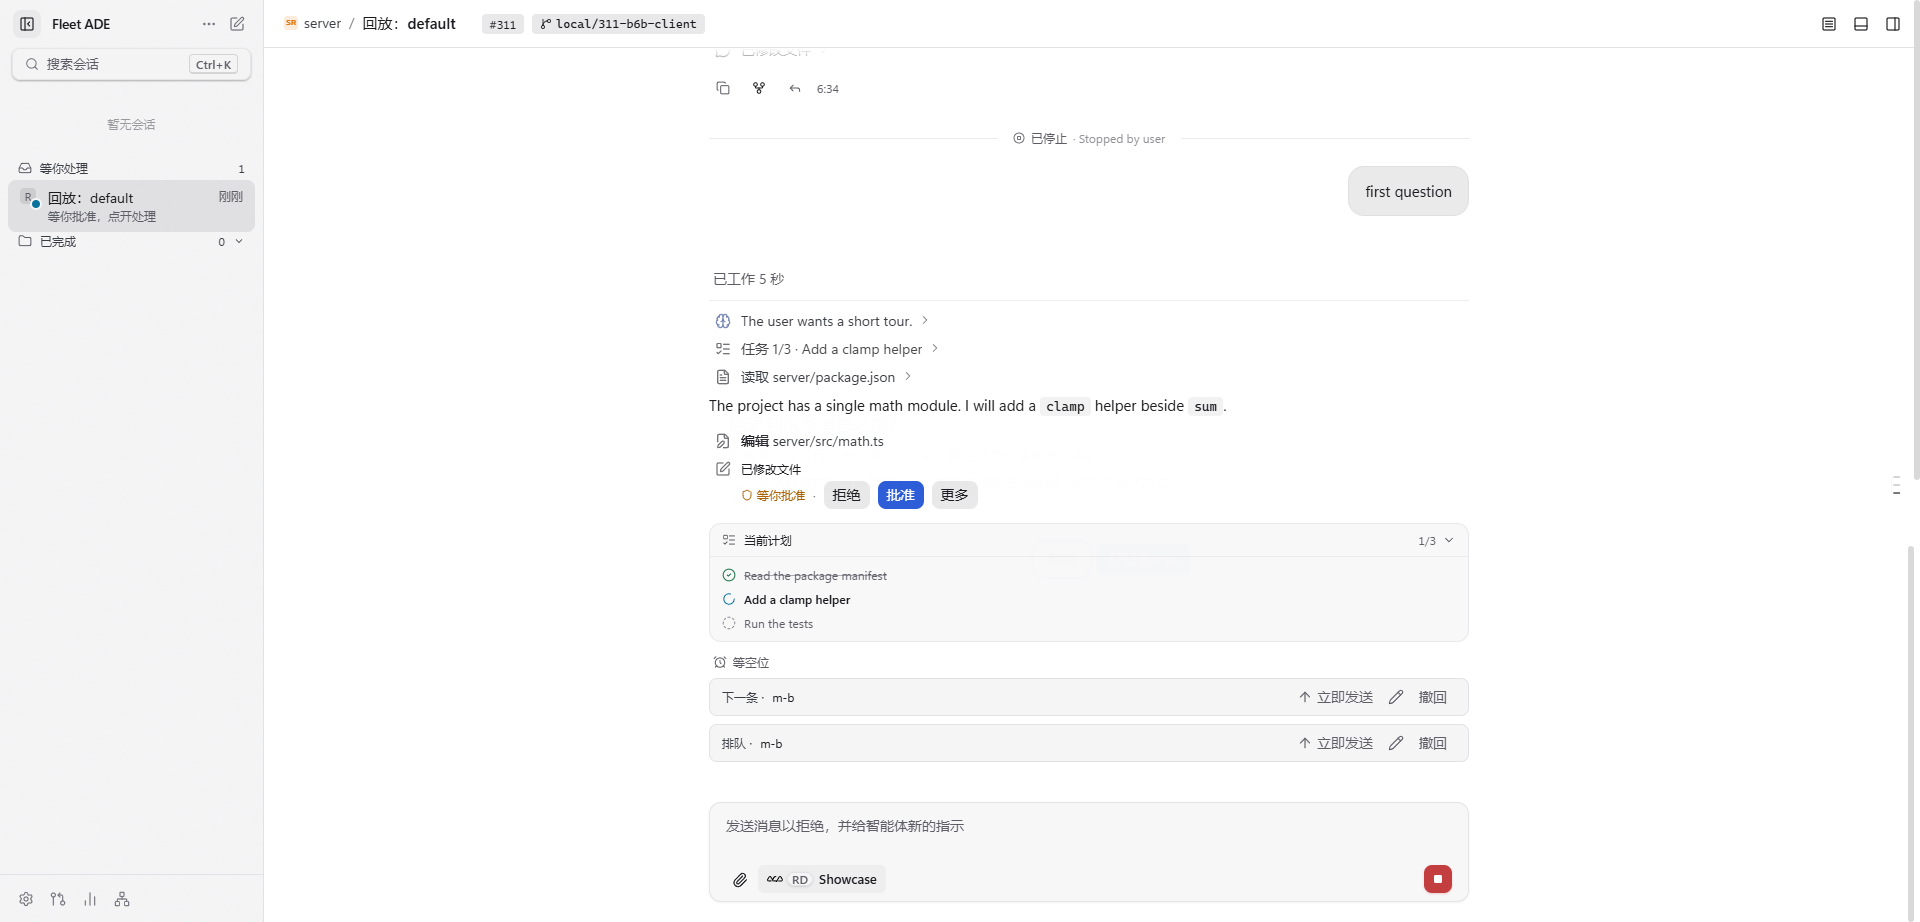 Fleet ADE
搜索会话 Ctrl+K
暂无会话
等你处理 1
R 回放：default 刚刚
等你批准，点开处理
已完成 0
SR server / 回放：default #311 local/311-b6b-client
已修改文件
6:34
已停止 · Stopped by user
first question
已工作 5 秒
The user wants a short tour.
任务 1/3 · Add a clamp helper
读取 server/package.json
The project has a single math module. I will add a clamp helper beside sum.
编辑 server/src/math.ts
已修改文件
等你批准 · 拒绝 批准 更多
当前计划 1/3
Read the package manifest
Add a clamp helper
Run the tests
等空位
下一条 · m-b 立即发送 撤回
排队 · m-b 立即发送 撤回
发送消息以拒绝，并给智能体新的指示
RD Showcase